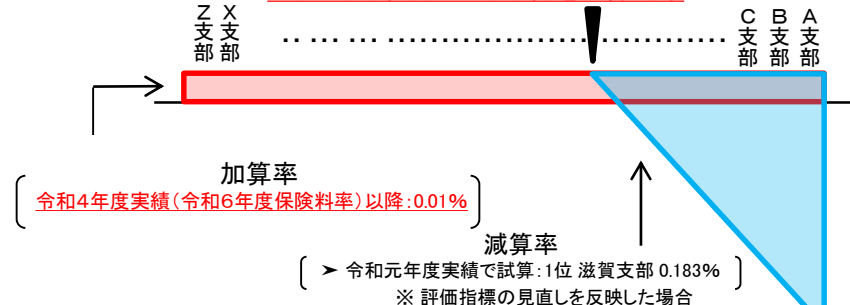 Z支部
X支部
‥‥ … ………………………………
C支部
B支部
A支部
加算率
令和4年度実績(令和6年度保険料率)以降:0.01%
減算率
➤ 令和元年度実績で試算:1位 滋賀支部 0.183%
※ 評価指標の見直しを反映した場合